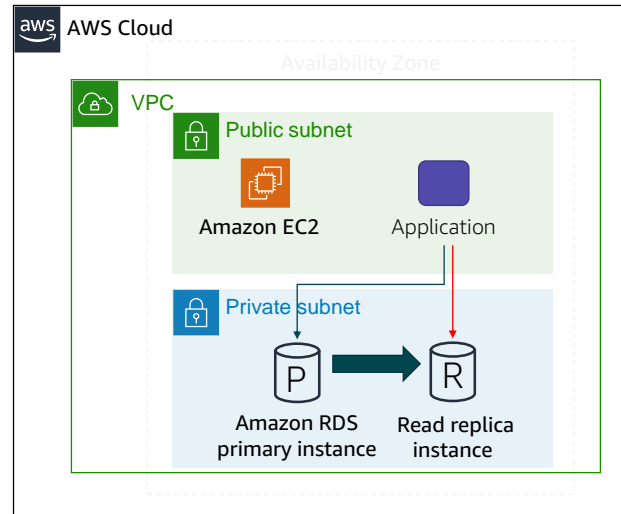 aws AWS Cloud
Availability Zone
VPC
Public subnet
Amazon EC2
Application
Private subnet
P
R
Amazon RDS
primary instance
Read replica
instance